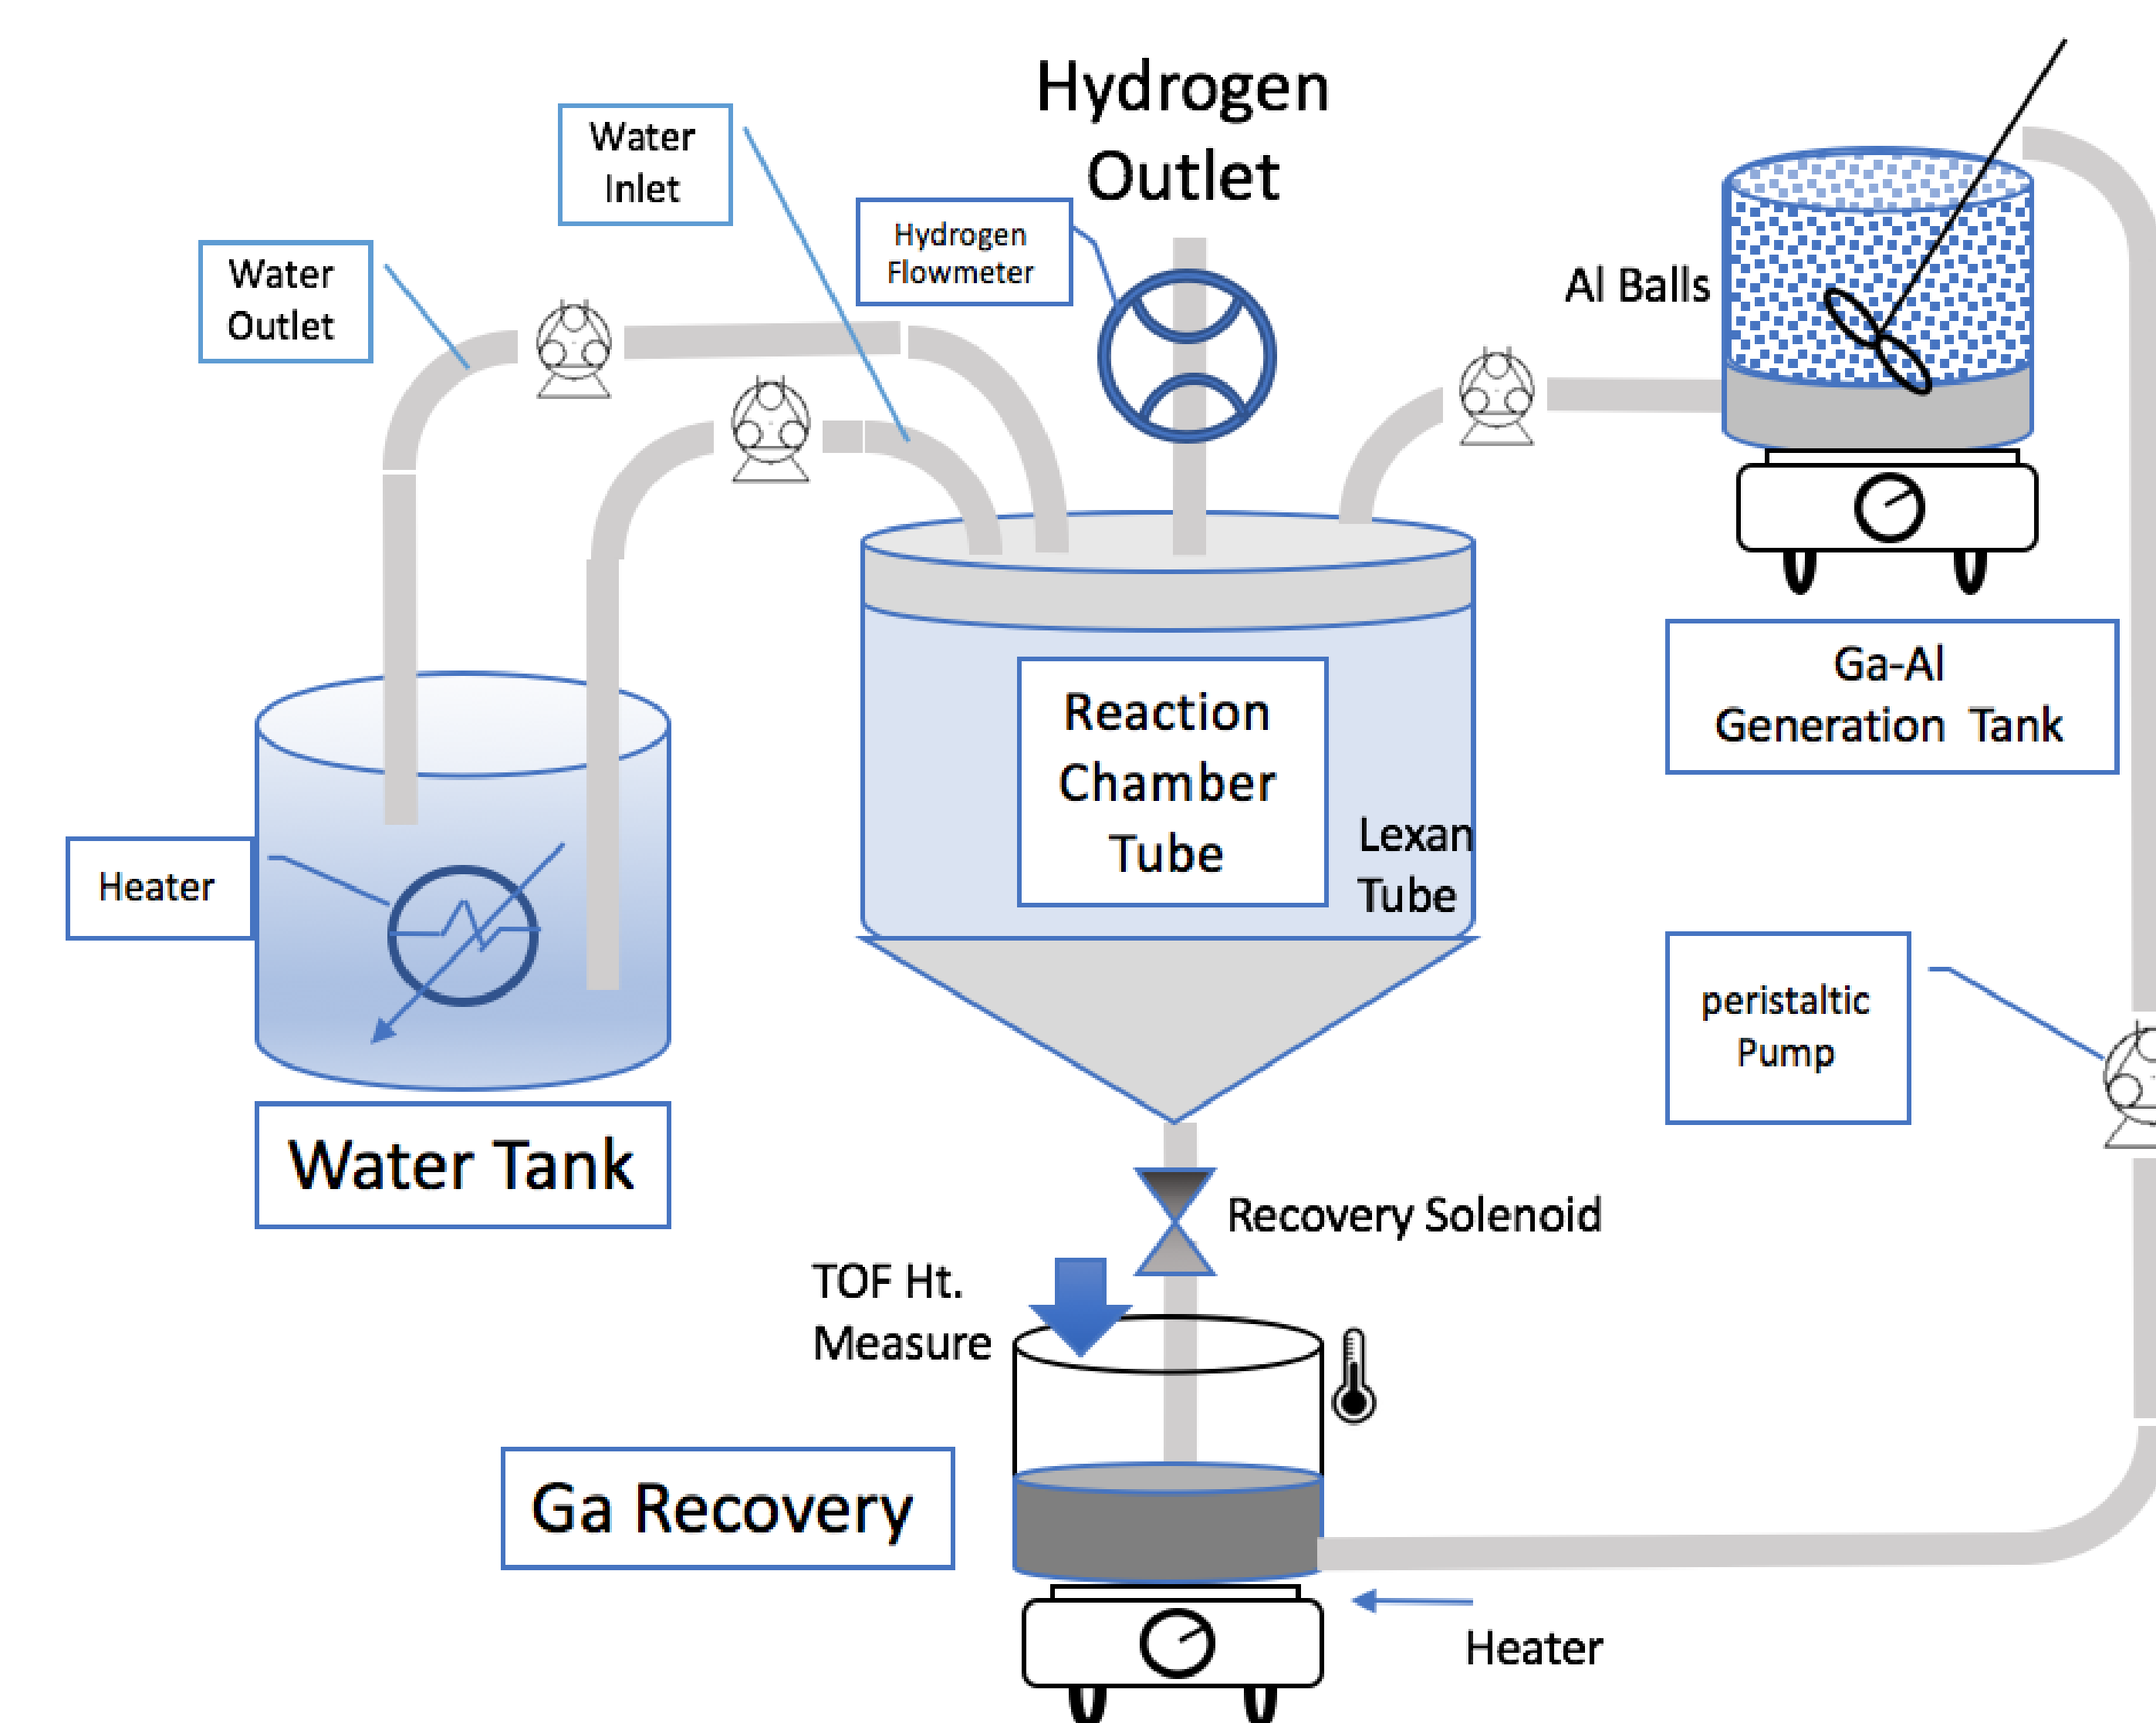 Hydrogen
Outlet
Water
Inlet
Hydrogen
Flowmeter
Water
Outlet
Al Balls
Ga-Al
Generation Tank
Reaction
Chamber
Tube
Lexan
Tube
Heater
peristaltic
Pump
Water Tank
Recovery Solenoid
TOF Ht.
Measure
Ga Recovery
Heater